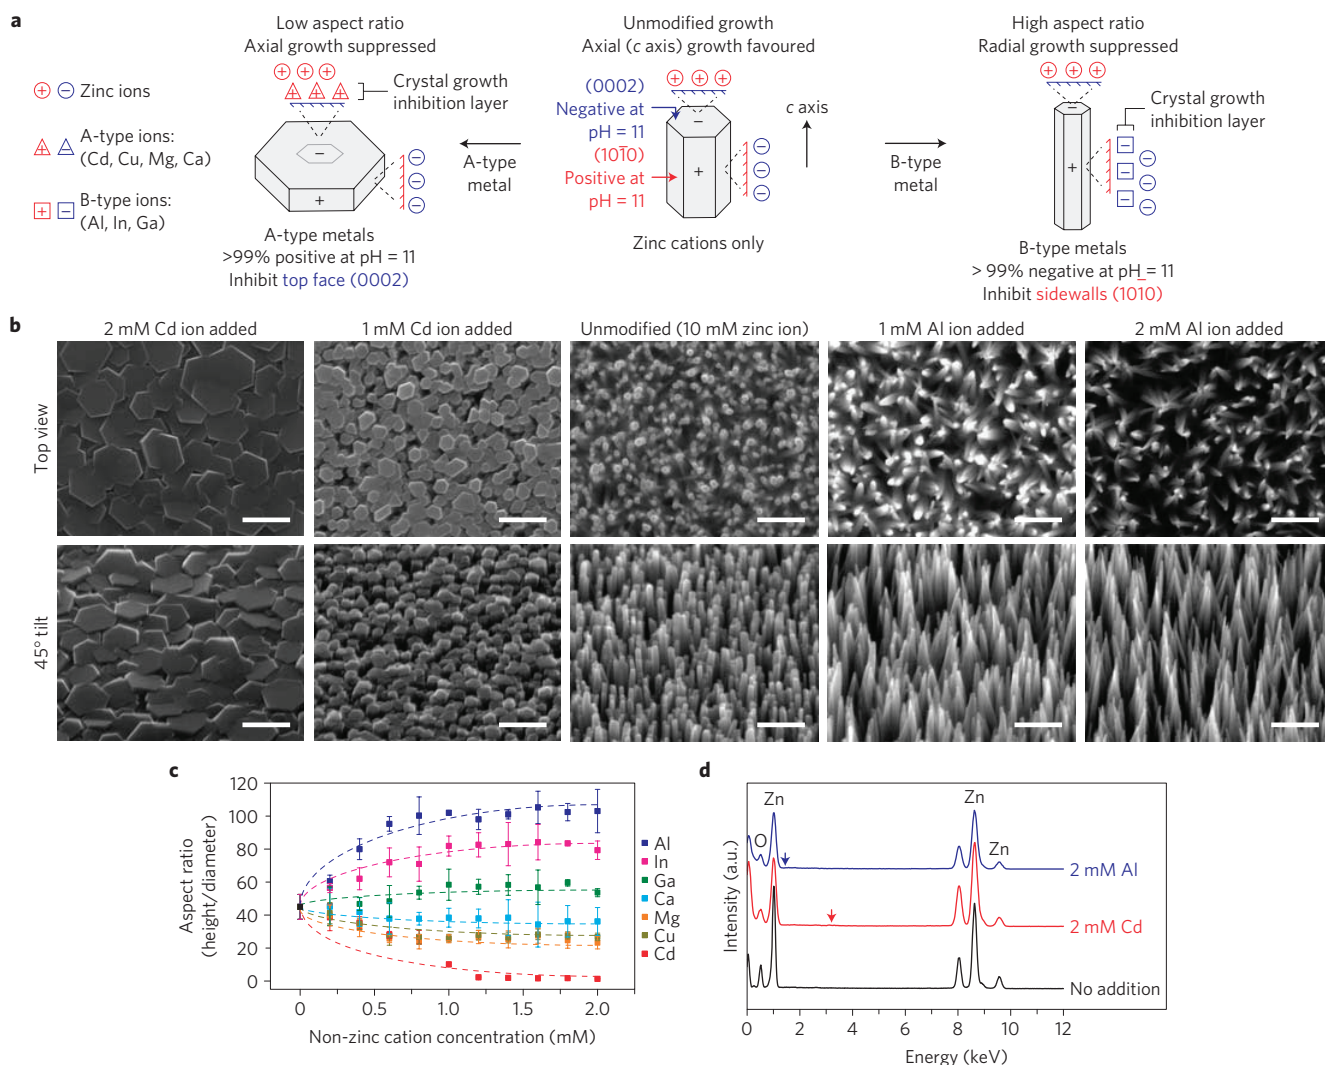 a
Low aspect ratio
Axial growth suppressed
Unmodified growth
Axial (c axis) growth favoured
High aspect ratio
Radial growth suppressed
Zinc ions
A-type ions:
(Cd, Cu, Mg, Ca)
B-type ions:
(Al, In, Ga)
Crystal growth
inhibition layer
A-type metals
>99% positive at pH = 11
Inhibit top face (0002)
A-type
metal
(0002)
Negative at
pH = 11
(101̄0)
Positive at
pH = 11
c axis
Zinc cations only
B-type
metal
Crystal growth
inhibition layer
B-type metals
> 99% negative at pH = 11
Inhibit sidewalls (101̄0)
b
2 mM Cd ion added
1 mM Cd ion added
Unmodified (10 mM zinc ion)
1 mM Al ion added
2 mM Al ion added
Top view
45° tilt
c
Aspect ratio
(height/diameter)
120
100
80
60
40
20
0
0
0.5
1.0
1.5
2.0
Non-zinc cation concentration (mM)
Al
In
Ga
Ca
Mg
Cu
Cd
d
Intensity (a.u.)
Zn
O
Zn
Zn
2 mM Al
2 mM Cd
No addition
0 2 4 6 8 10 12
Energy (keV)